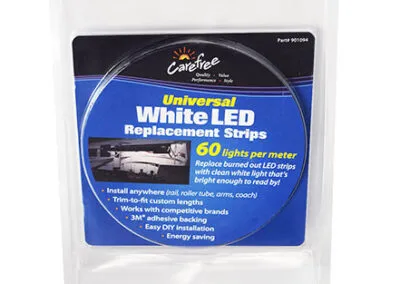 Part# 901094
Carefree
Quality · Value
Performance · Style
Universal
White LED
Replacement Strips
60 lights per meter
Replace burned out LED strips
with clean white light that's
bright enough to read by!
• Install anywhere (rail, roller tube, arms, coach)
• Trim-to-fit custom lengths
• Works with competitive brands
• 3M® adhesive backing
• Easy DIY installation
• Energy saving